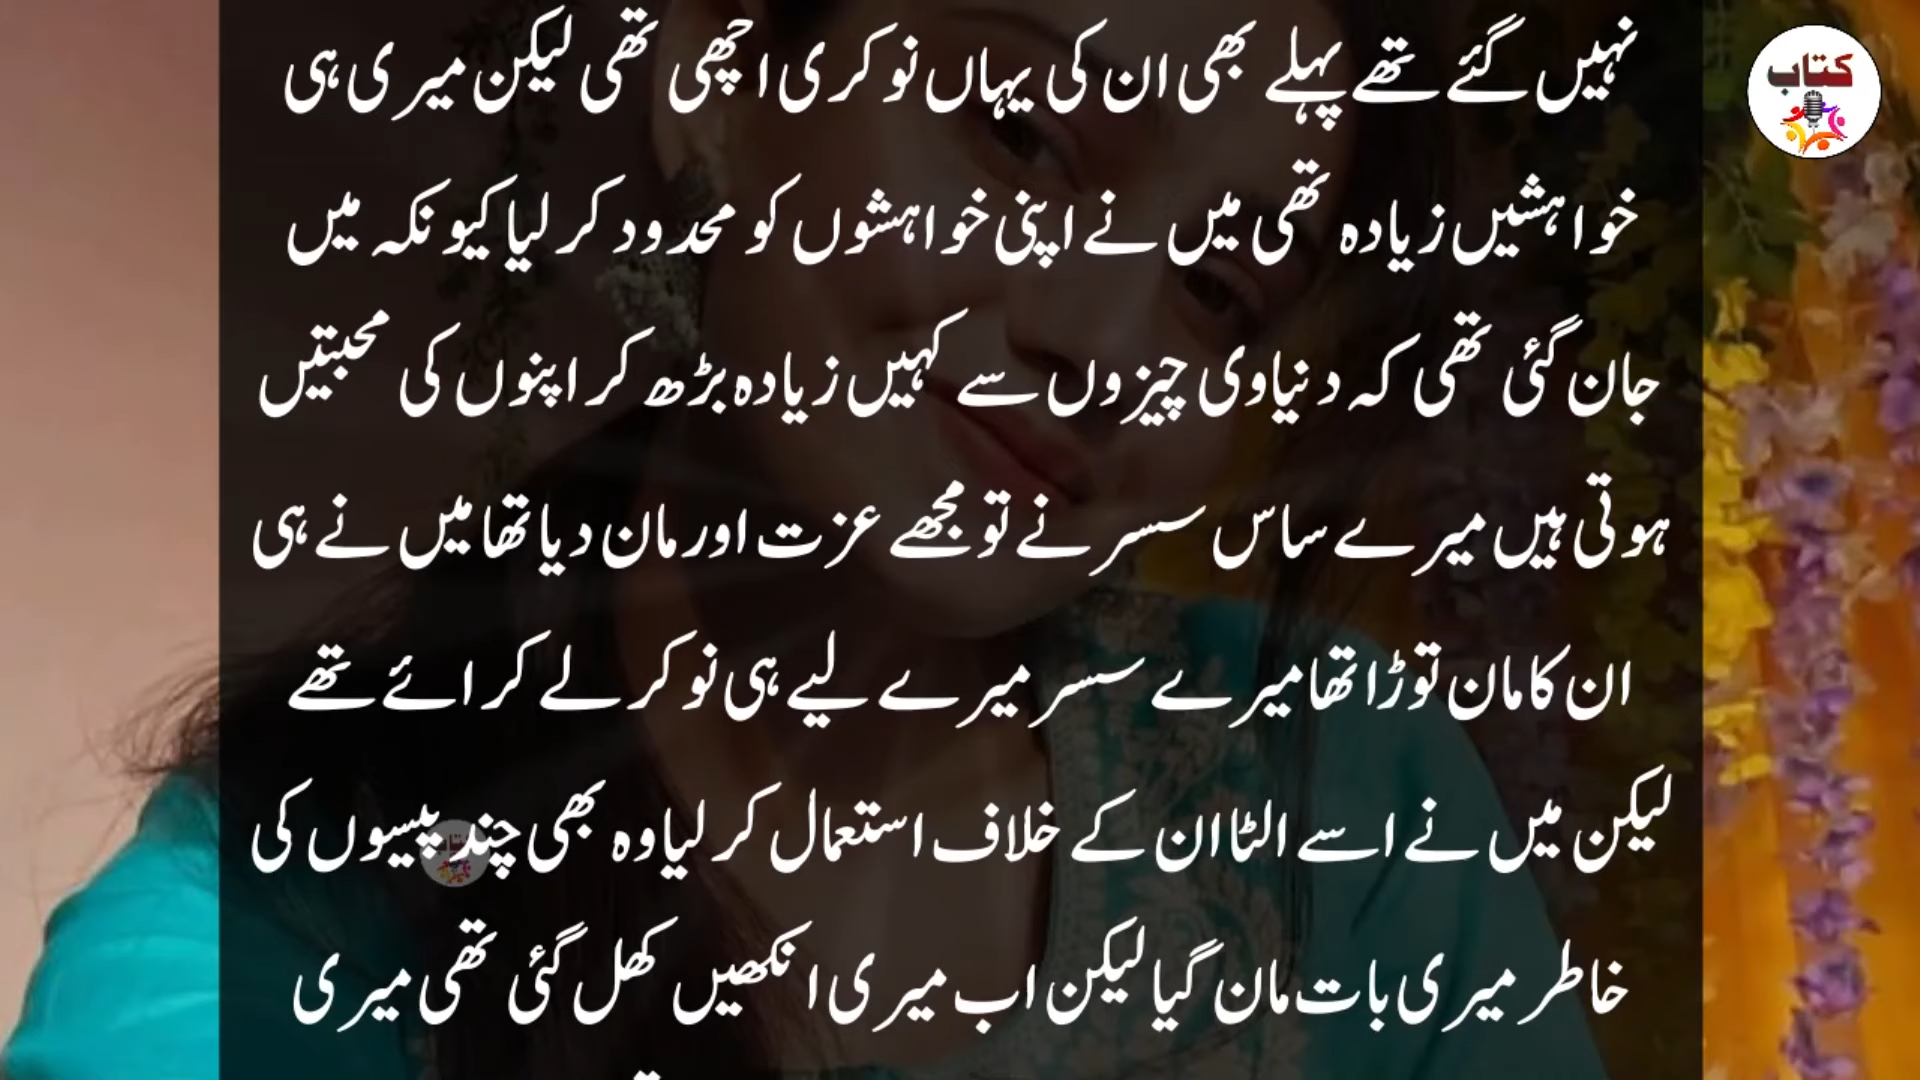 کتاب
نہیں گئے تھے پہلے بھی ان کی یہاں نوکری اچھی تھی لیکن میری ہی
خواہشیں زیادہ تھی میں نے اپنی خواہشوں کو محدود کر لیا کیونکہ میں
جان گئی تھی کہ دنیاوی چیزوں سے کہیں زیادہ بڑھ کر اپنوں کی محبتیں
ہوتی ہیں میرے ساس سسر نے تو مجھے عزت اور مان دیا تھا میں نے ہی
ان کا مان توڑا تھا میرے سسر میرے لیے ہی نوکر لے کر ائے تھے
لیکن میں نے اسے الٹا ان کے خلاف استعمال کر لیا وہ بھی چند پیسوں کی
خاطر میری بات مان گیا لیکن اب میری انکھیں کھل گئی تھی میری